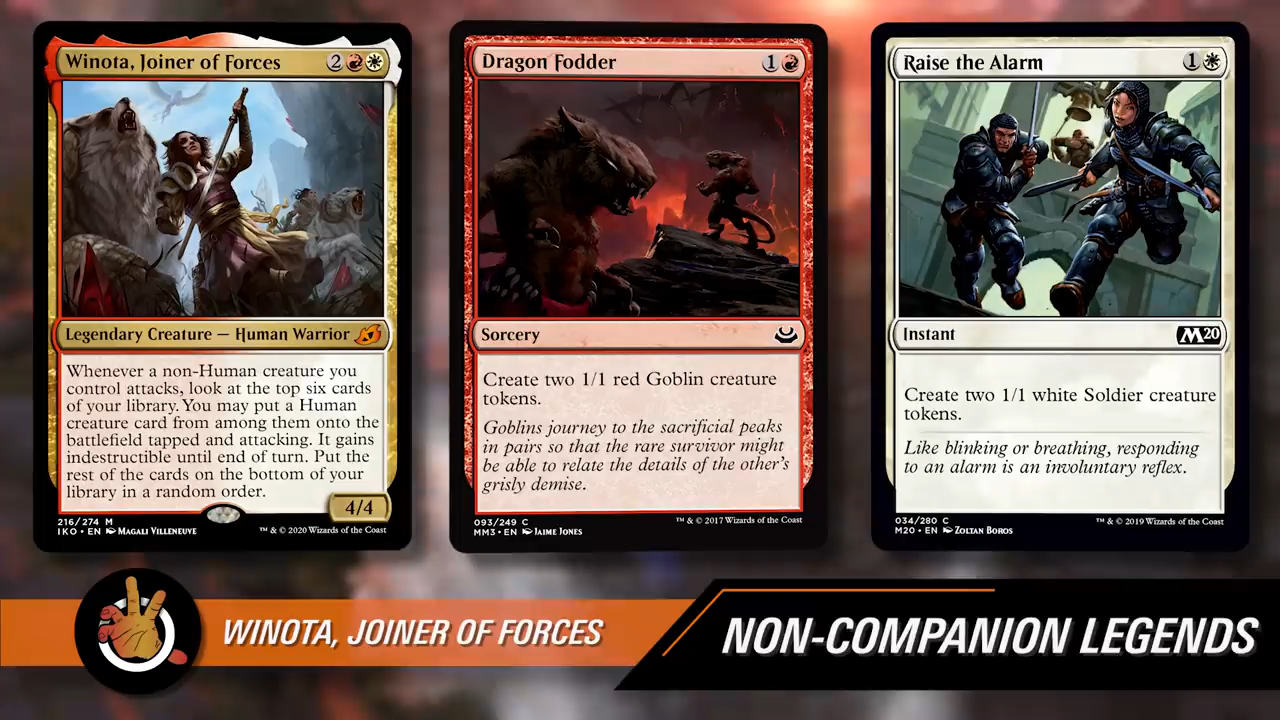 Winota, Joiner of Forces 2
Legendary Creature — Human Warrior
Whenever a non-Human creature you
control attacks, look at the top six cards
of your library. You may put a Human
creature card from among them onto the
battlefield tapped and attacking. It gains
indestructible until end of turn. Put the
rest of the cards on the bottom of your
library in a random order.
4/4
216/274 M
IKO • EN Magali Villeneuve
™ & © 2020 Wizards of the Coast
Dragon Fodder 1
Sorcery
Create two 1/1 red Goblin creature
tokens.
Goblins journey to the sacrificial peaks
in pairs so that the rare survivor might
be able to relate the details of the other's
grisly demise.
093/249 C
MM3 • EN Jaime Jones
™ & © 2017 Wizards of the Coast
Raise the Alarm 1
Instant M20
Create two 1/1 white Soldier creature
tokens.
Like blinking or breathing, responding
to an alarm is an involuntary reflex.
034/280 C
M20 • EN Zoltan Boros
™ & © 2019 Wizards of the Coast
WINOTA, JOINER OF FORCES
NON-COMPANION LEGENDS